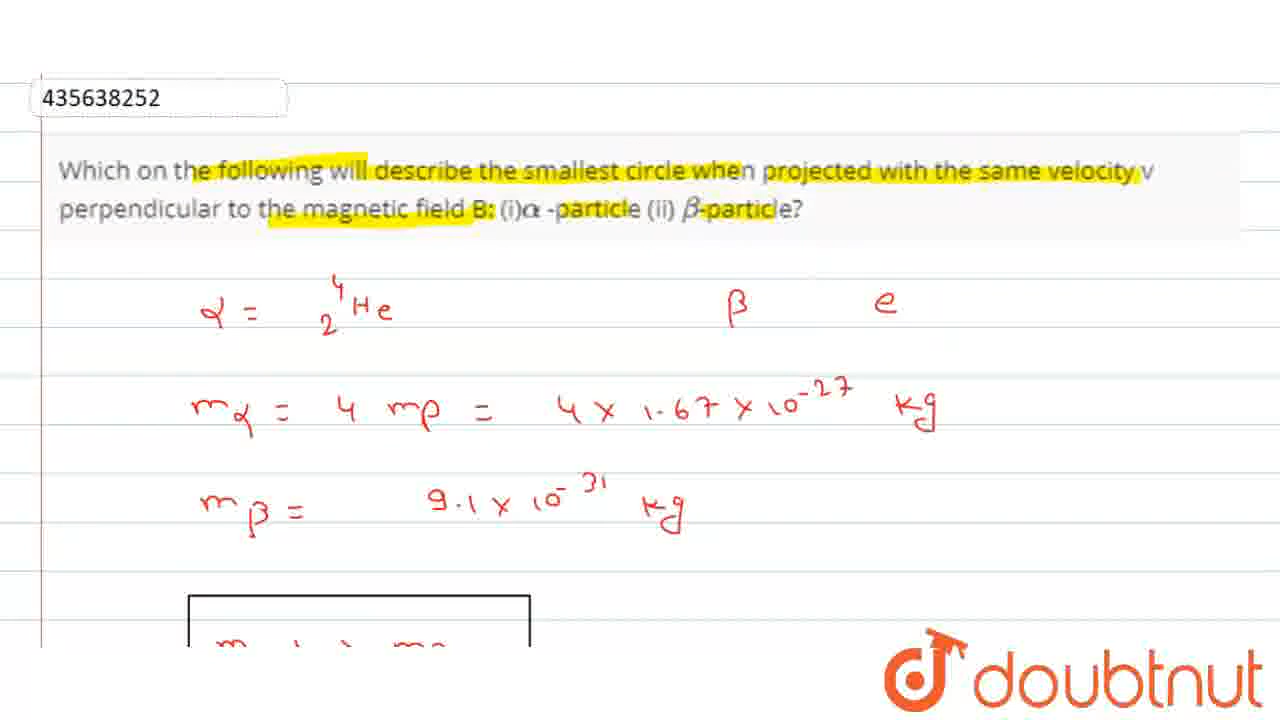 435638252
Which on the following will describe the smallest circle when projected with the same velocity v
perpendicular to the magnetic field B: (i)α -particle (ii) β-particle?
α = ₂⁴He β e
mα = 4 mp = 4 × 1.67 × 10⁻²⁷ kg
mβ = 9.1 × 10⁻³¹ kg
doubtnut